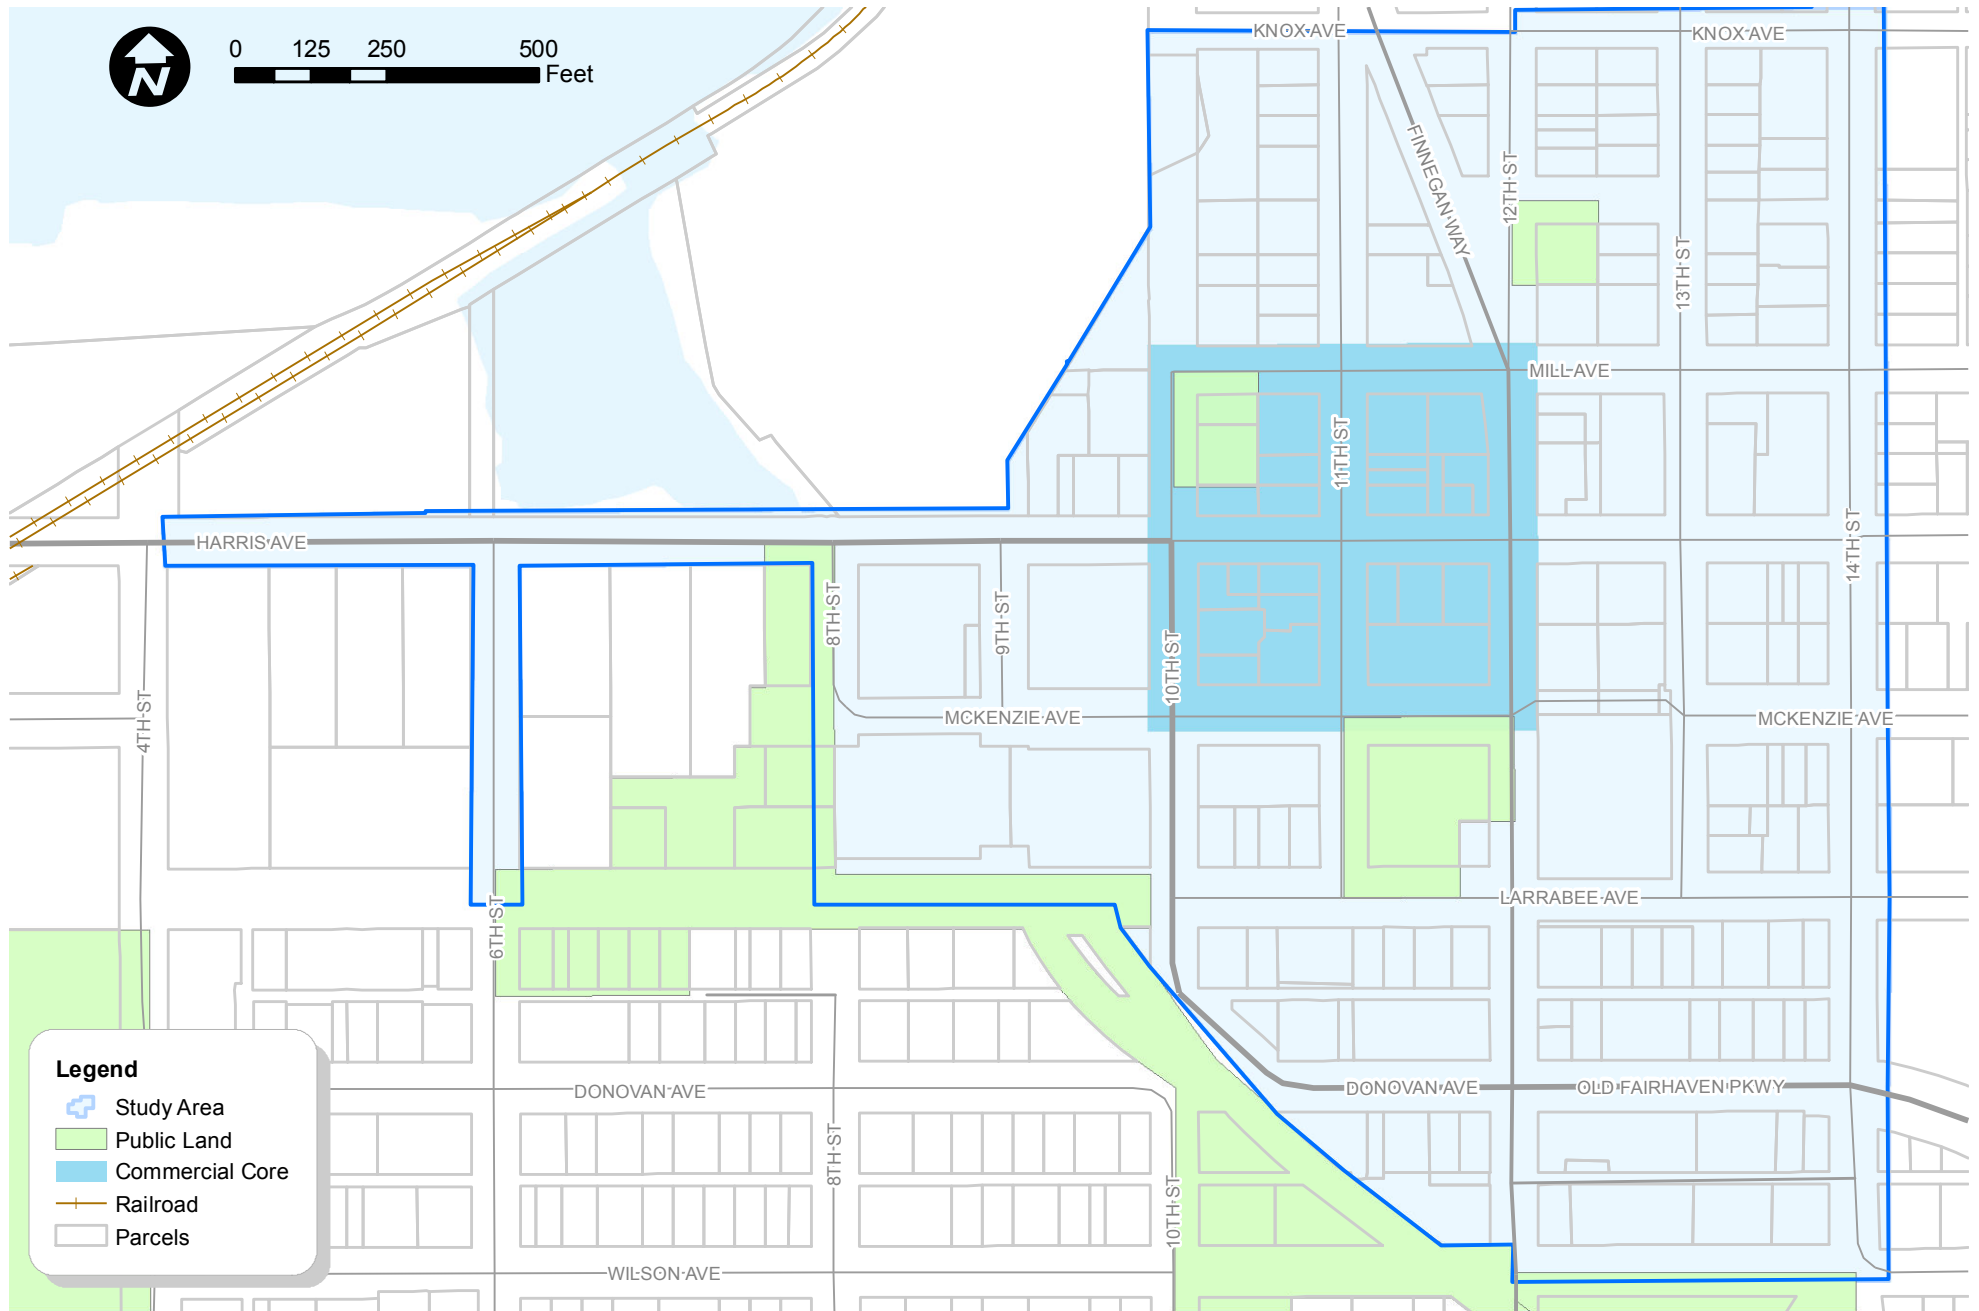 N
0 125 250 500
Feet
KNOX AVE
KNOX AVE
FINNEGAN WAY
12TH ST
13TH ST
MILL AVE
11TH ST
14TH ST
HARRIS AVE
8TH ST
9TH ST
10TH ST
4TH ST
MCKENZIE AVE
MCKENZIE AVE
LARRABEE AVE
6TH ST
Legend
Study Area
Public Land
Commercial Core
Railroad
Parcels
DONOVAN AVE
DONOVAN AVE
OLD FAIRHAVEN PKWY
8TH ST
10TH ST
WILSON AVE